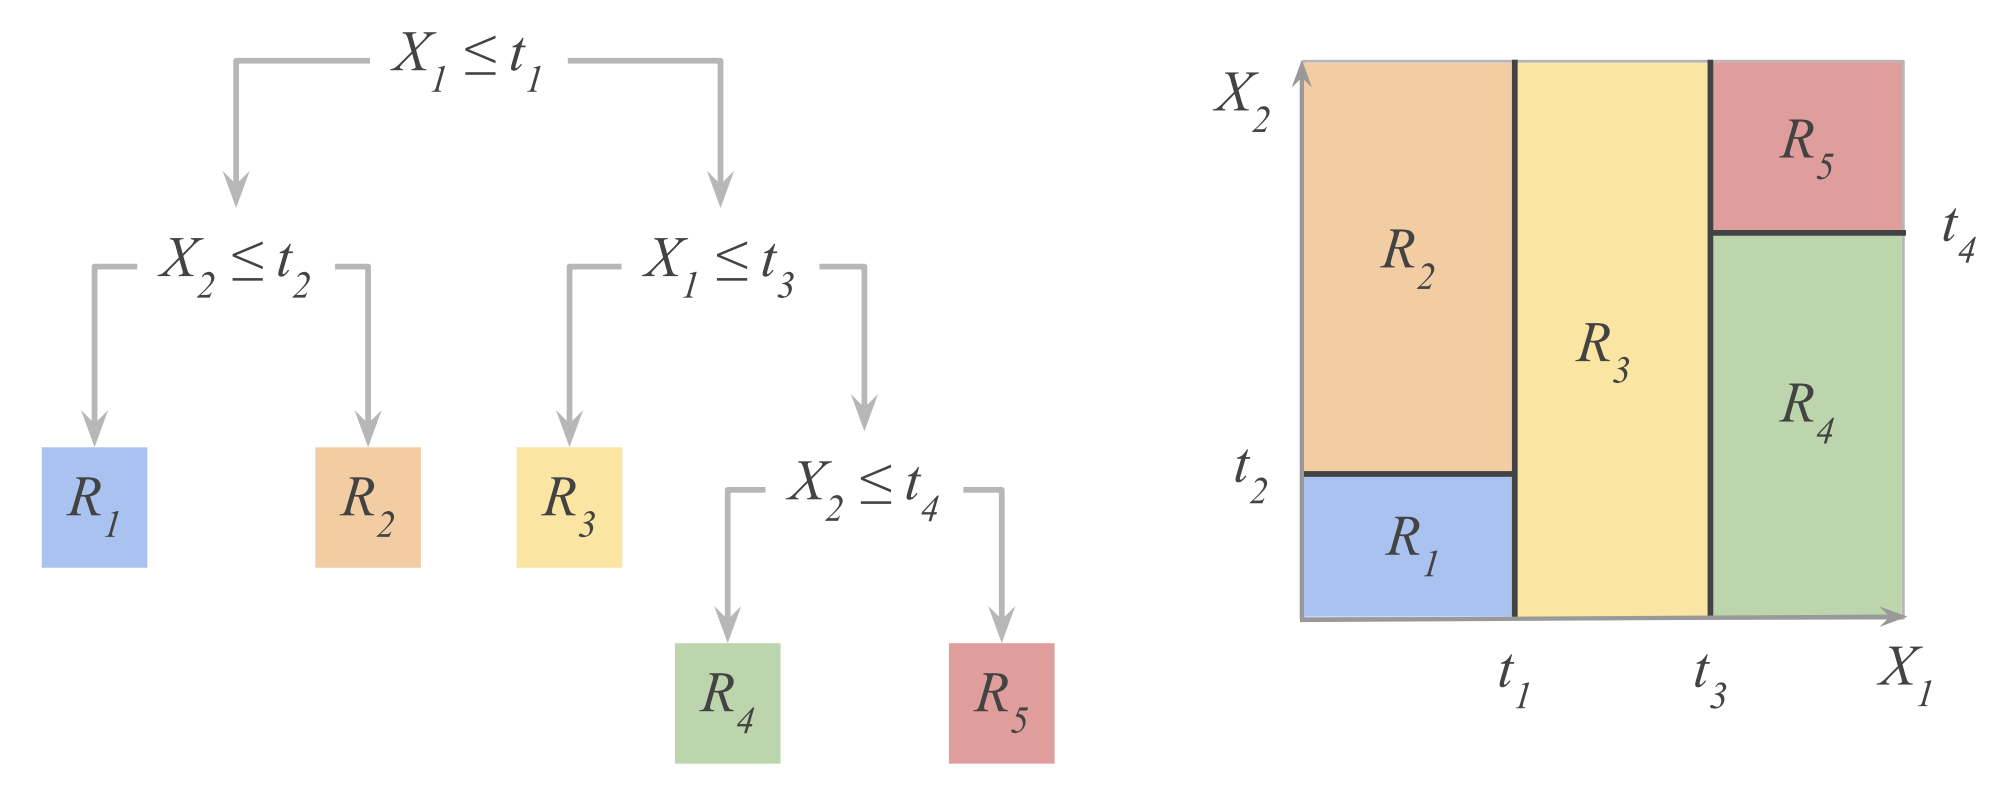 X₁ ≤ t₁
X₂ ≤ t₂
X₁ ≤ t₃
R₁
R₂
R₃
X₂ ≤ t₄
R₄
R₅
X₂
R₅
t₄
R₂
R₃
R₄
t₂
R₁
t₁
t₃
X₁